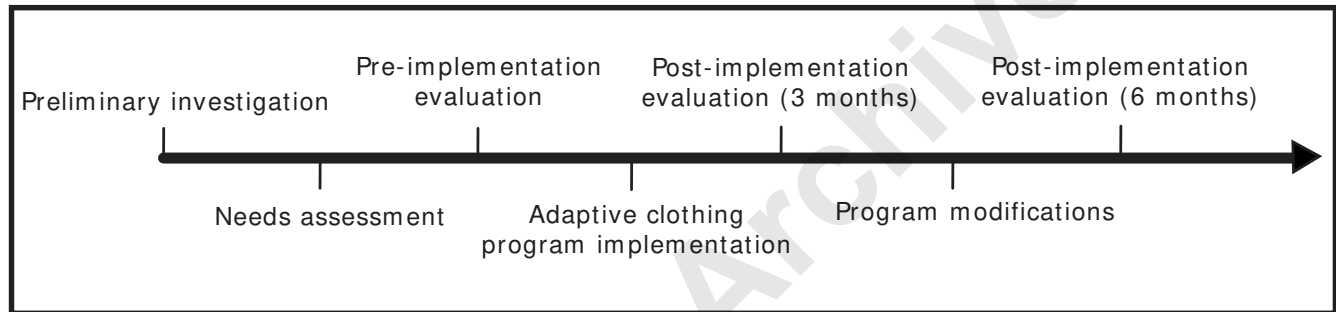 Preliminary investigation
Pre-implementation
evaluation
Post-implementation
evaluation (3 months)
Post-implementation
evaluation (6 months)
Needs assessment
Adaptive clothing
program implementation
Program modifications
Archive